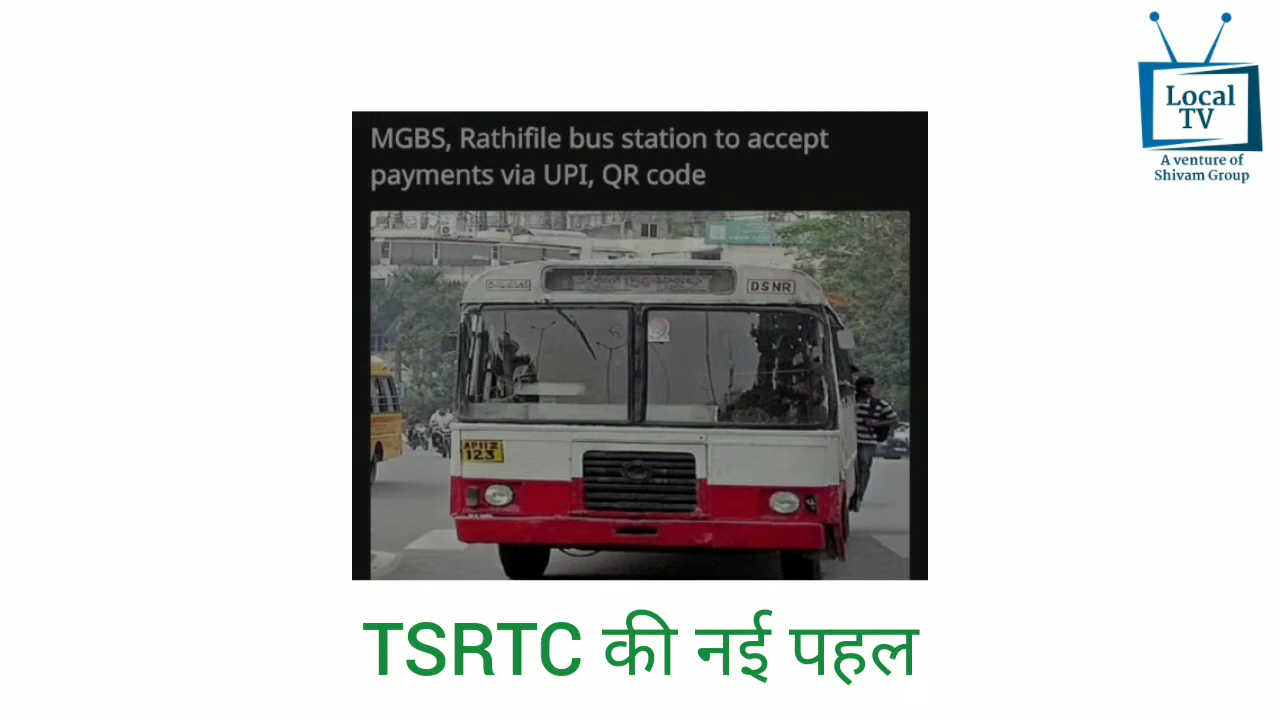 MGBS, Rathifile bus station to accept
payments via UPI, QR code
Local
TV
A venture of
Shivam Group
DSNR
AP11Z
123
TSRTC की नई पहल